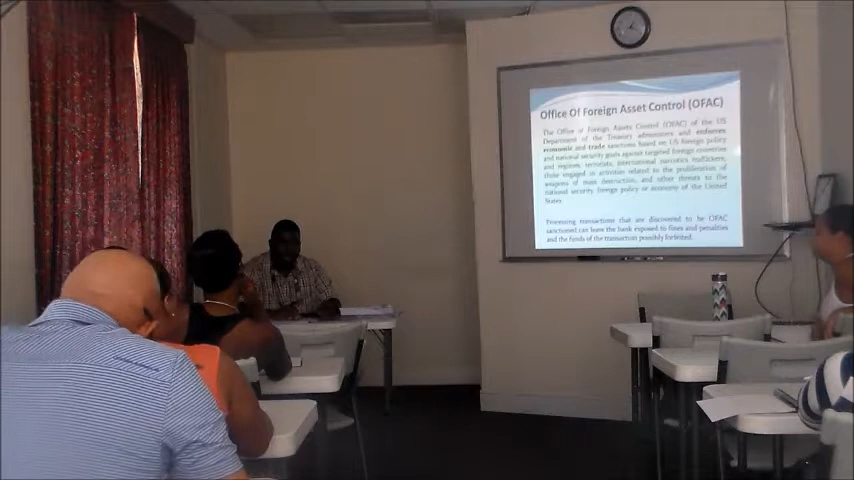 Office Of Foreign Asset Control (OFAC)
The Office of Foreign Assets Control (OFAC) of the US
Department of the Treasury administers and enforces
economic and trade sanctions based on US foreign policy
and national security goals against targeted foreign countries
and regimes, terrorists, international narcotics traffickers,
those engaged in activities related to the proliferation of
weapons of mass destruction, and other threats to the
national security, foreign policy or economy of the United
States.
Processing transactions that are discovered to be OFAC
sanctioned can leave the bank exposed to fines and penalties
and the funds of the transaction possibly forfeited.